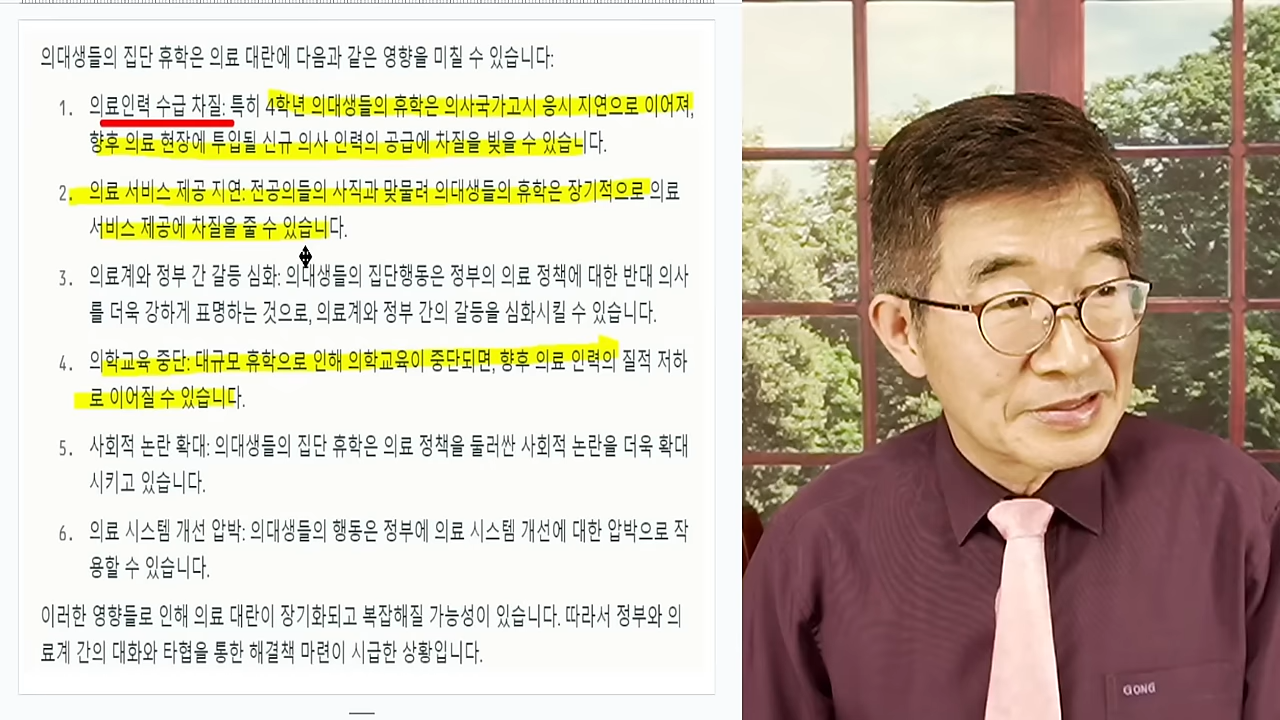 의대생들의 집단 휴학은 의료 대란에 다음과 같은 영향을 미칠 수 있습니다:
1. 의료인력 수급 차질: 특히 4학년 의대생들의 휴학은 의사국가고시 응시 지연으로 이어져,
향후 의료 현장에 투입될 신규 의사 인력의 공급에 차질을 빚을 수 있습니다.
2. 의료 서비스 제공 지연: 전공의들의 사직과 맞물려 의대생들의 휴학은 장기적으로 의료
서비스 제공에 차질을 줄 수 있습니다.
3. 의료계와 정부 간 갈등 심화: 의대생들의 집단행동은 정부의 의료 정책에 대한 반대 의사
를 더욱 강하게 표명하는 것으로, 의료계와 정부 간의 갈등을 심화시킬 수 있습니다.
4. 의학교육 중단: 대규모 휴학으로 인해 의학교육이 중단되면, 향후 의료 인력의 질적 저하
로 이어질 수 있습니다.
5. 사회적 논란 확대: 의대생들의 집단 휴학은 의료 정책을 둘러싼 사회적 논란을 더욱 확대
시키고 있습니다.
6. 의료 시스템 개선 압박: 의대생들의 행동은 정부에 의료 시스템 개선에 대한 압박으로 작
용할 수 있습니다.
이러한 영향들로 인해 의료 대란이 장기화되고 복잡해질 가능성이 있습니다. 따라서 정부와 의
료계 간의 대화와 타협을 통한 해결책 마련이 시급한 상황입니다.
GONG